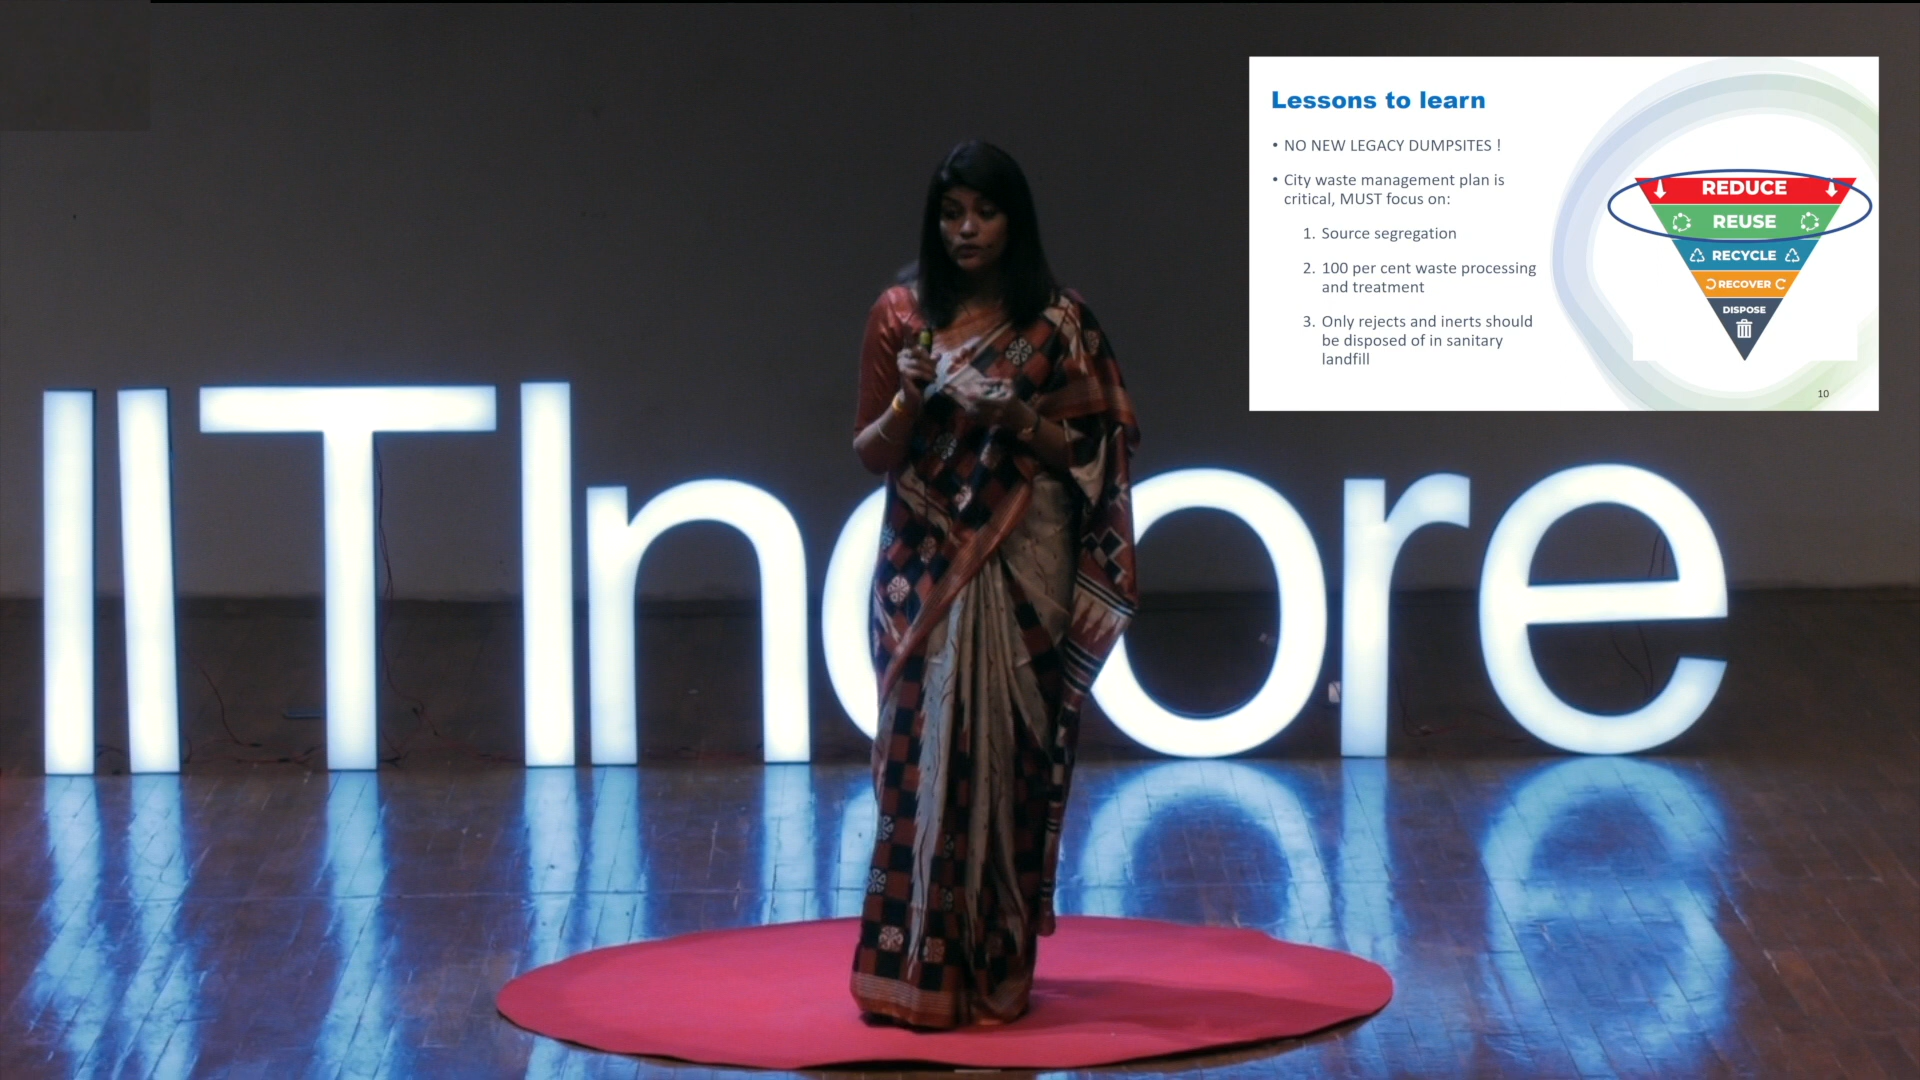 Lessons to learn
• NO NEW LEGACY DUMPSITES !
• City waste management plan is
critical, MUST focus on:
1. Source segregation
2. 100 per cent waste processing
and treatment
3. Only rejects and inerts should
be disposed of in sanitary
landfill
REDUCE
REUSE
RECYCLE
RECOVER
DISPOSE
10
IIT Indore